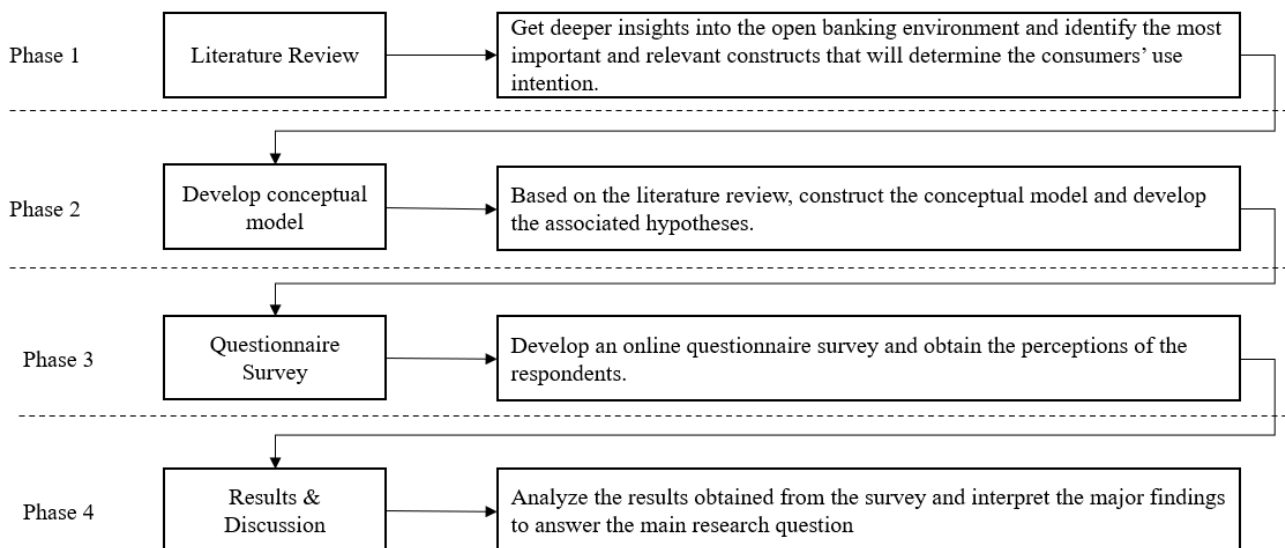 Phase 1
Literature Review
Get deeper insights into the open banking environment and identify the most
important and relevant constructs that will determine the consumers’ use
intention.
Phase 2
Develop conceptual
model
Based on the literature review, construct the conceptual model and develop
the associated hypotheses.
Phase 3
Questionnaire
Survey
Develop an online questionnaire survey and obtain the perceptions of the
respondents.
Phase 4
Results &
Discussion
Analyze the results obtained from the survey and interpret the major findings
to answer the main research question